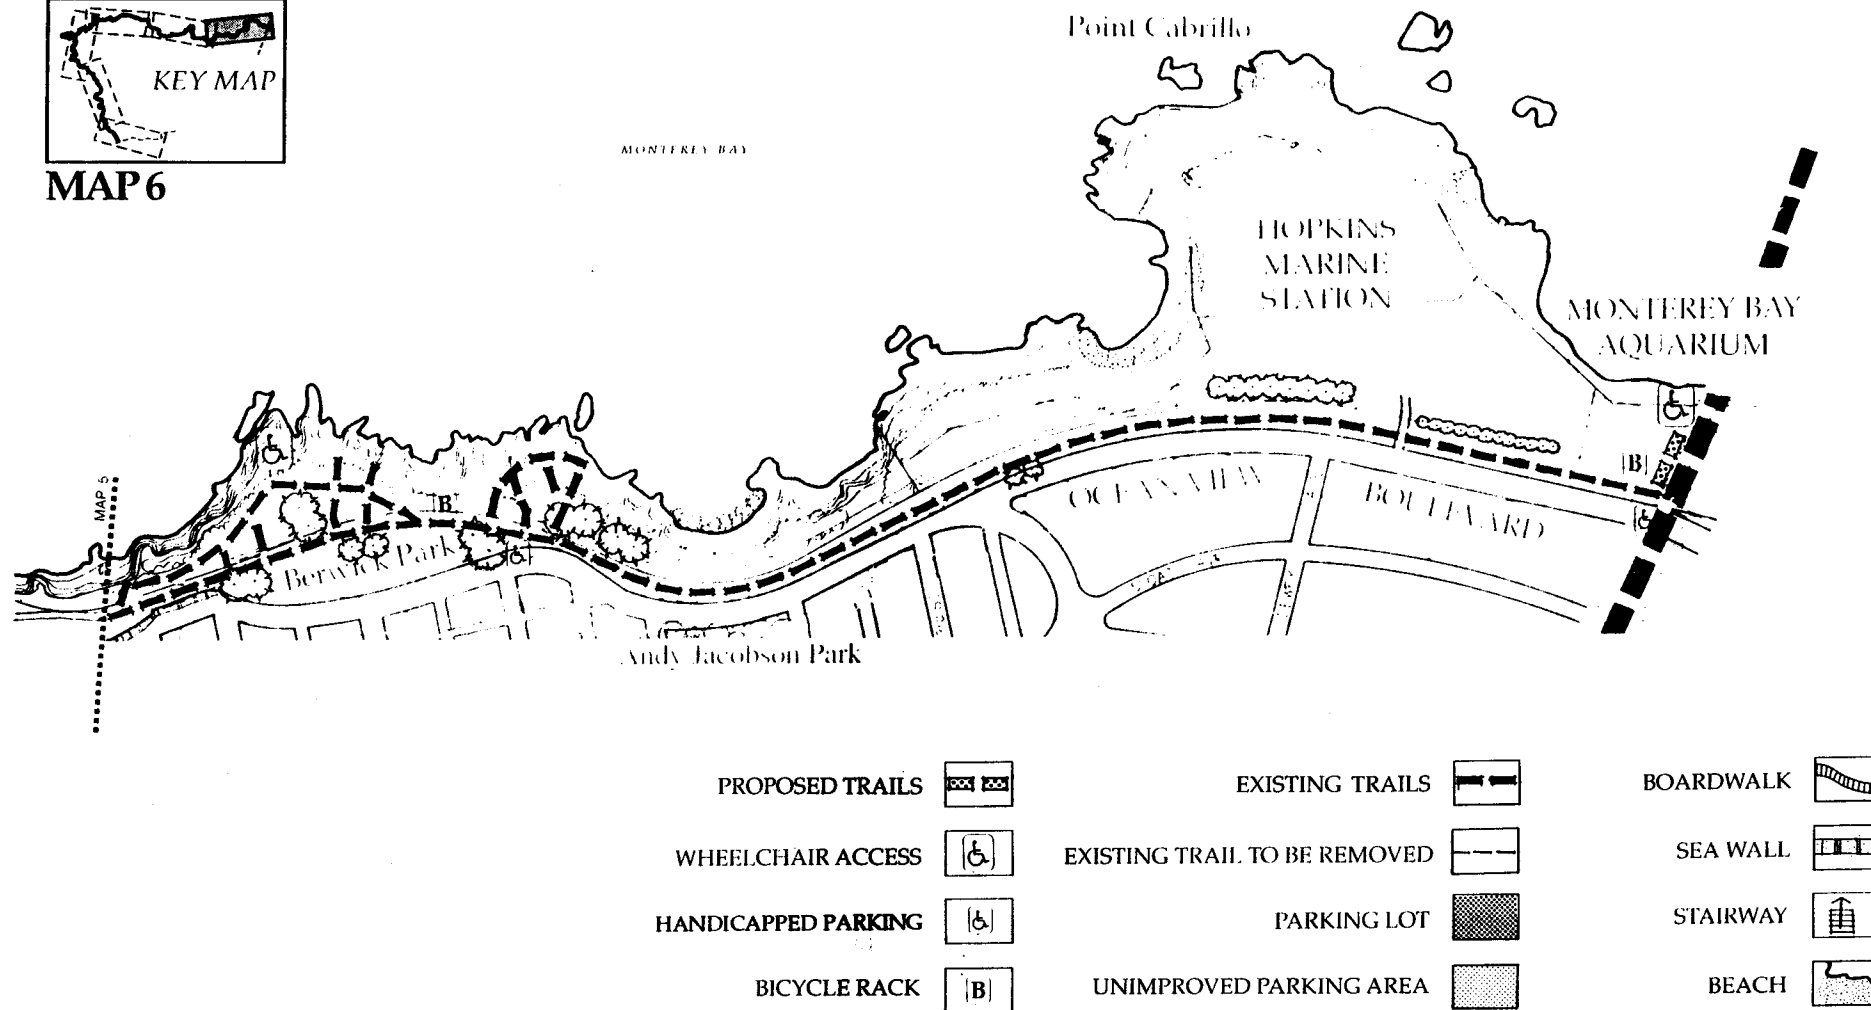 KEY MAP
MAP 6
Point Cabrillo
MONTEREY BAY
HOPKINS
MARINE
STATION
MONTEREY BAY
AQUARIUM
MAP 5
B
B
Berwick Park
OCEAN VIEW
BOULEVARD
Andy Jacobson Park
PROPOSED TRAILS
EXISTING TRAILS
BOARDWALK
WHEELCHAIR ACCESS
EXISTING TRAIL TO BE REMOVED
SEA WALL
HANDICAPPED PARKING
PARKING LOT
STAIRWAY
BICYCLE RACK
B
UNIMPROVED PARKING AREA
BEACH